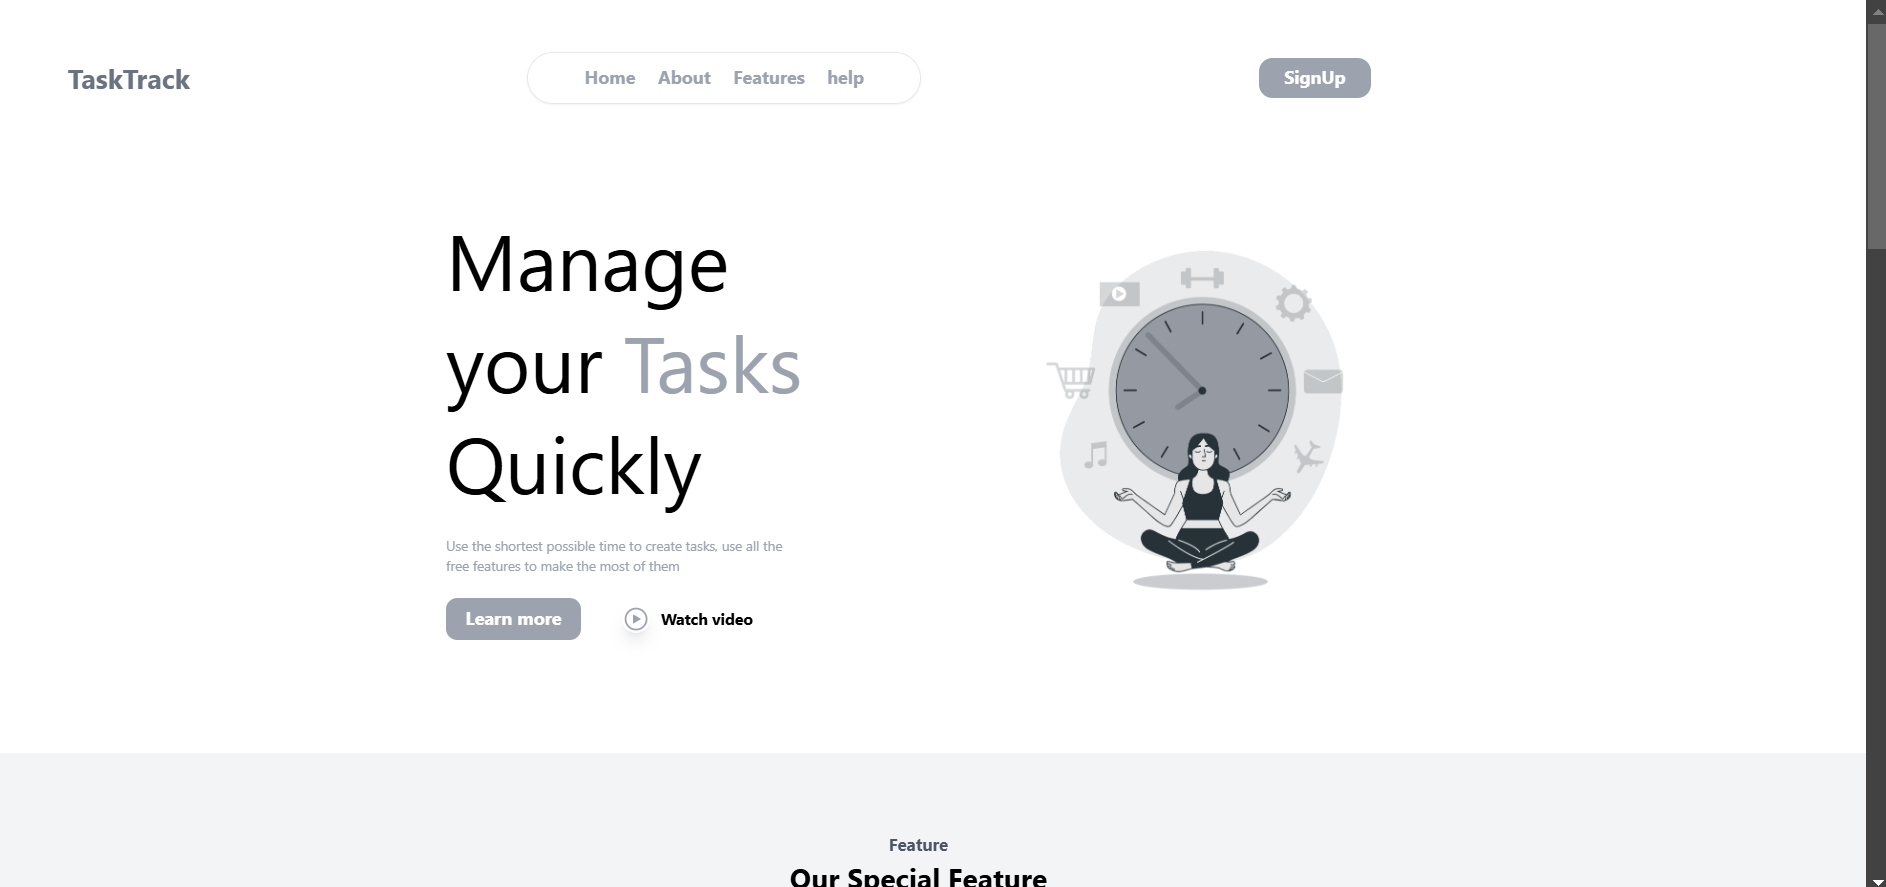 TaskTrack
Home About Features help
SignUp
Manage
your Tasks
Quickly
Use the shortest possible time to create tasks, use all the
free features to make the most of them
Learn more
Watch video
Feature
Our Special Feature